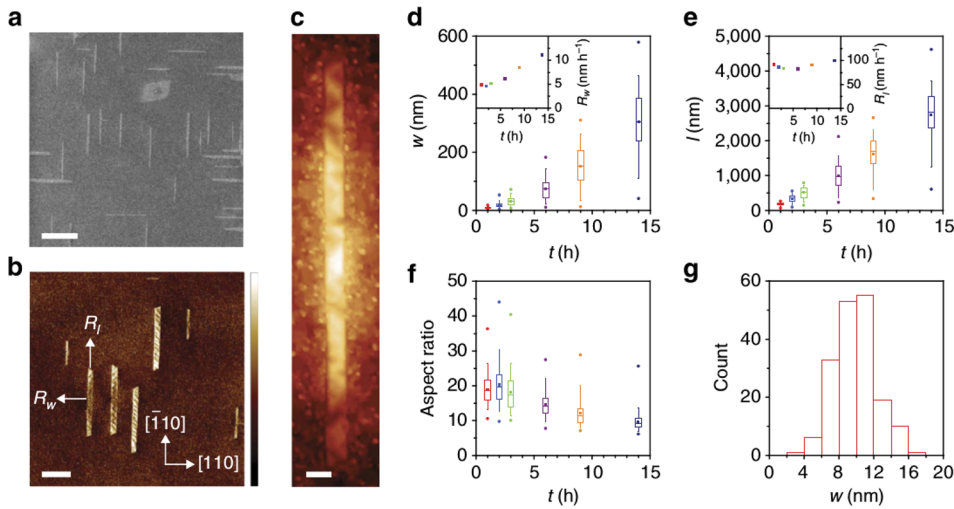 a
b
R_l
R_w
[1̄10]
[110]
c
d
600
400
200
0
w (nm)
0
5
10
15
t (h)
15
10
5
0
R_w (nm h⁻¹)
5
10
15
t (h)
e
5,000
4,000
3,000
2,000
1,000
0
l (nm)
0
5
10
15
t (h)
100
50
0
R_l (nm h⁻¹)
5
10
15
t (h)
f
50
40
30
20
10
0
Aspect ratio
0
5
10
15
t (h)
g
60
40
20
0
Count
0
4
8
12
16
20
w (nm)